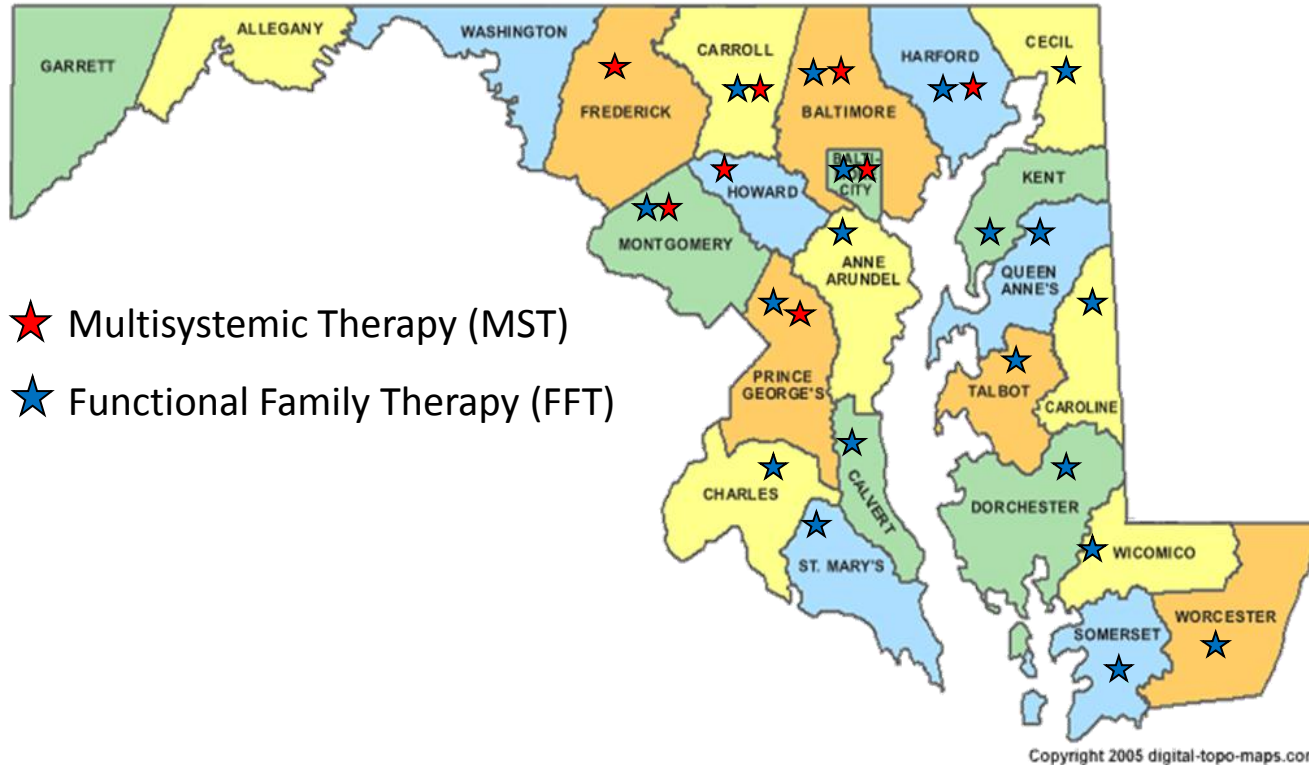 GARRETT
ALLEGANY
WASHINGTON
FREDERICK
CARROLL
BALTIMORE
HARFORD
CECIL
BALTI-
CITY
HOWARD
MONTGOMERY
KENT
QUEEN
ANNE'S
ANNE
ARUNDEL
PRINCE
GEORGE'S
TALBOT
CAROLINE
CHARLES
CALVERT
ST. MARY'S
DORCHESTER
WICOMICO
SOMERSET
WORCESTER
Multisystemic Therapy (MST)
Functional Family Therapy (FFT)
Copyright 2005 digital-topo-maps.com